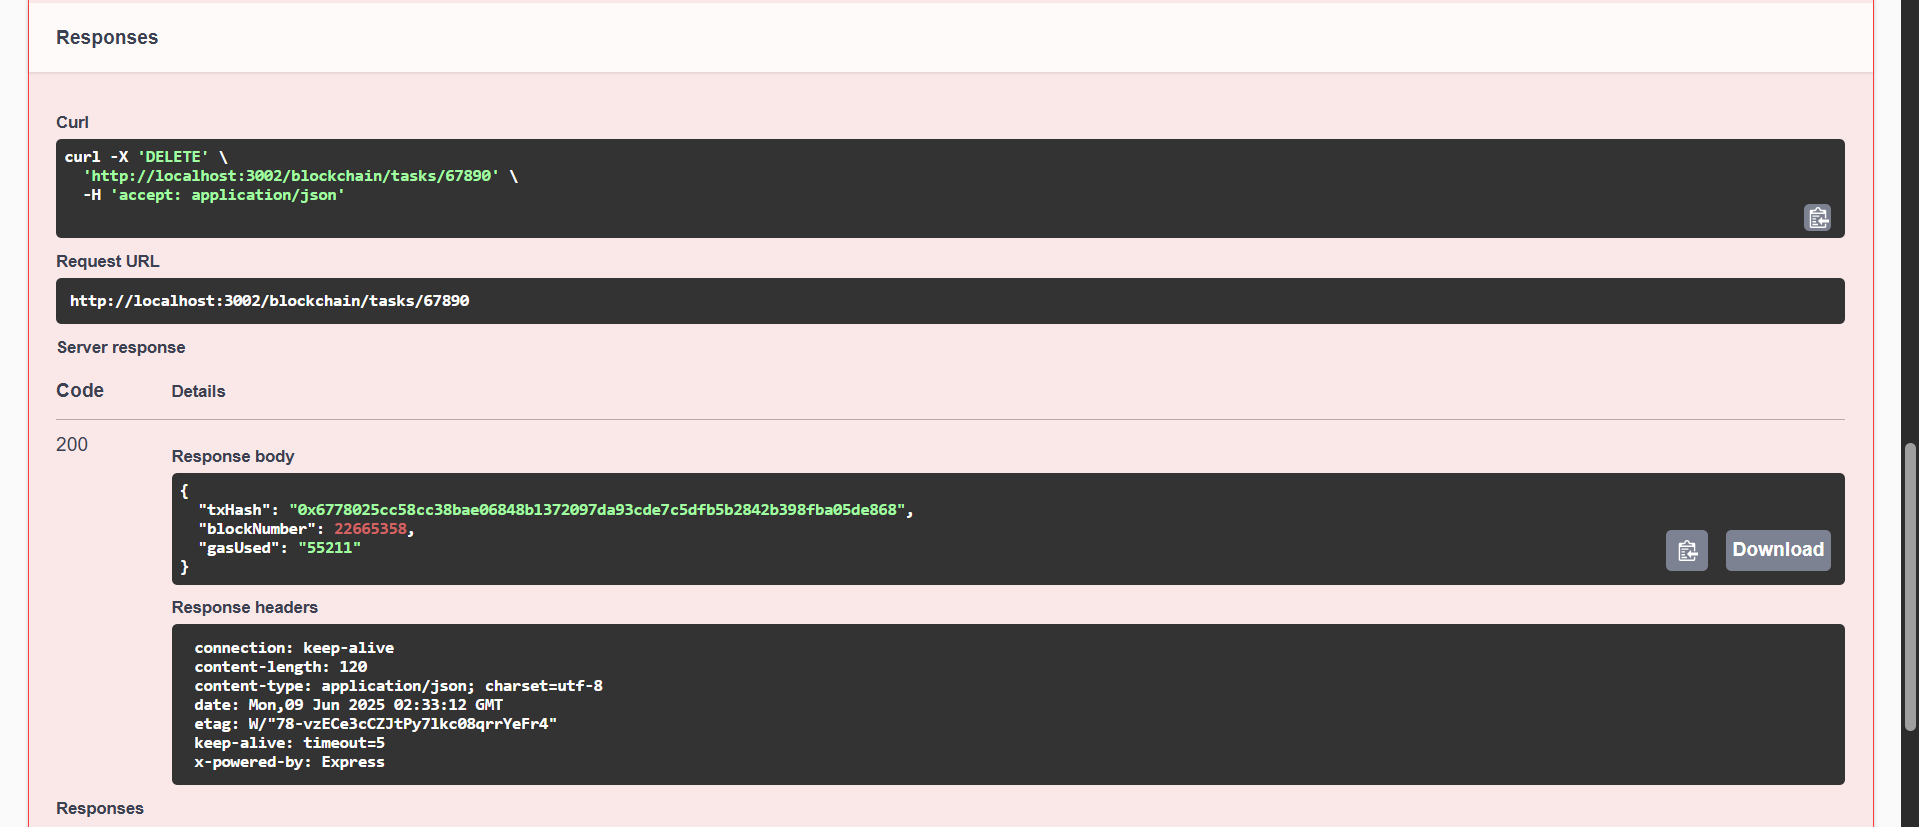 Responses
Curl
curl -X 'DELETE' \
'http://localhost:3002/blockchain/tasks/67890' \
-H 'accept: application/json'
Request URL
http://localhost:3002/blockchain/tasks/67890
Server response
Code Details
200
Response body
{
"txHash": "0x6778025cc58cc38bae06848b1372097da93cde7c5dfb5b2842b398fba05de868",
"blockNumber": 22665358,
"gasUsed": "55211"
}
Download
Response headers
connection: keep-alive
content-length: 120
content-type: application/json; charset=utf-8
date: Mon,09 Jun 2025 02:33:12 GMT
etag: W/"78-vzECe3cCZJtPy7lkc08qrrYeFr4"
keep-alive: timeout=5
x-powered-by: Express
Responses